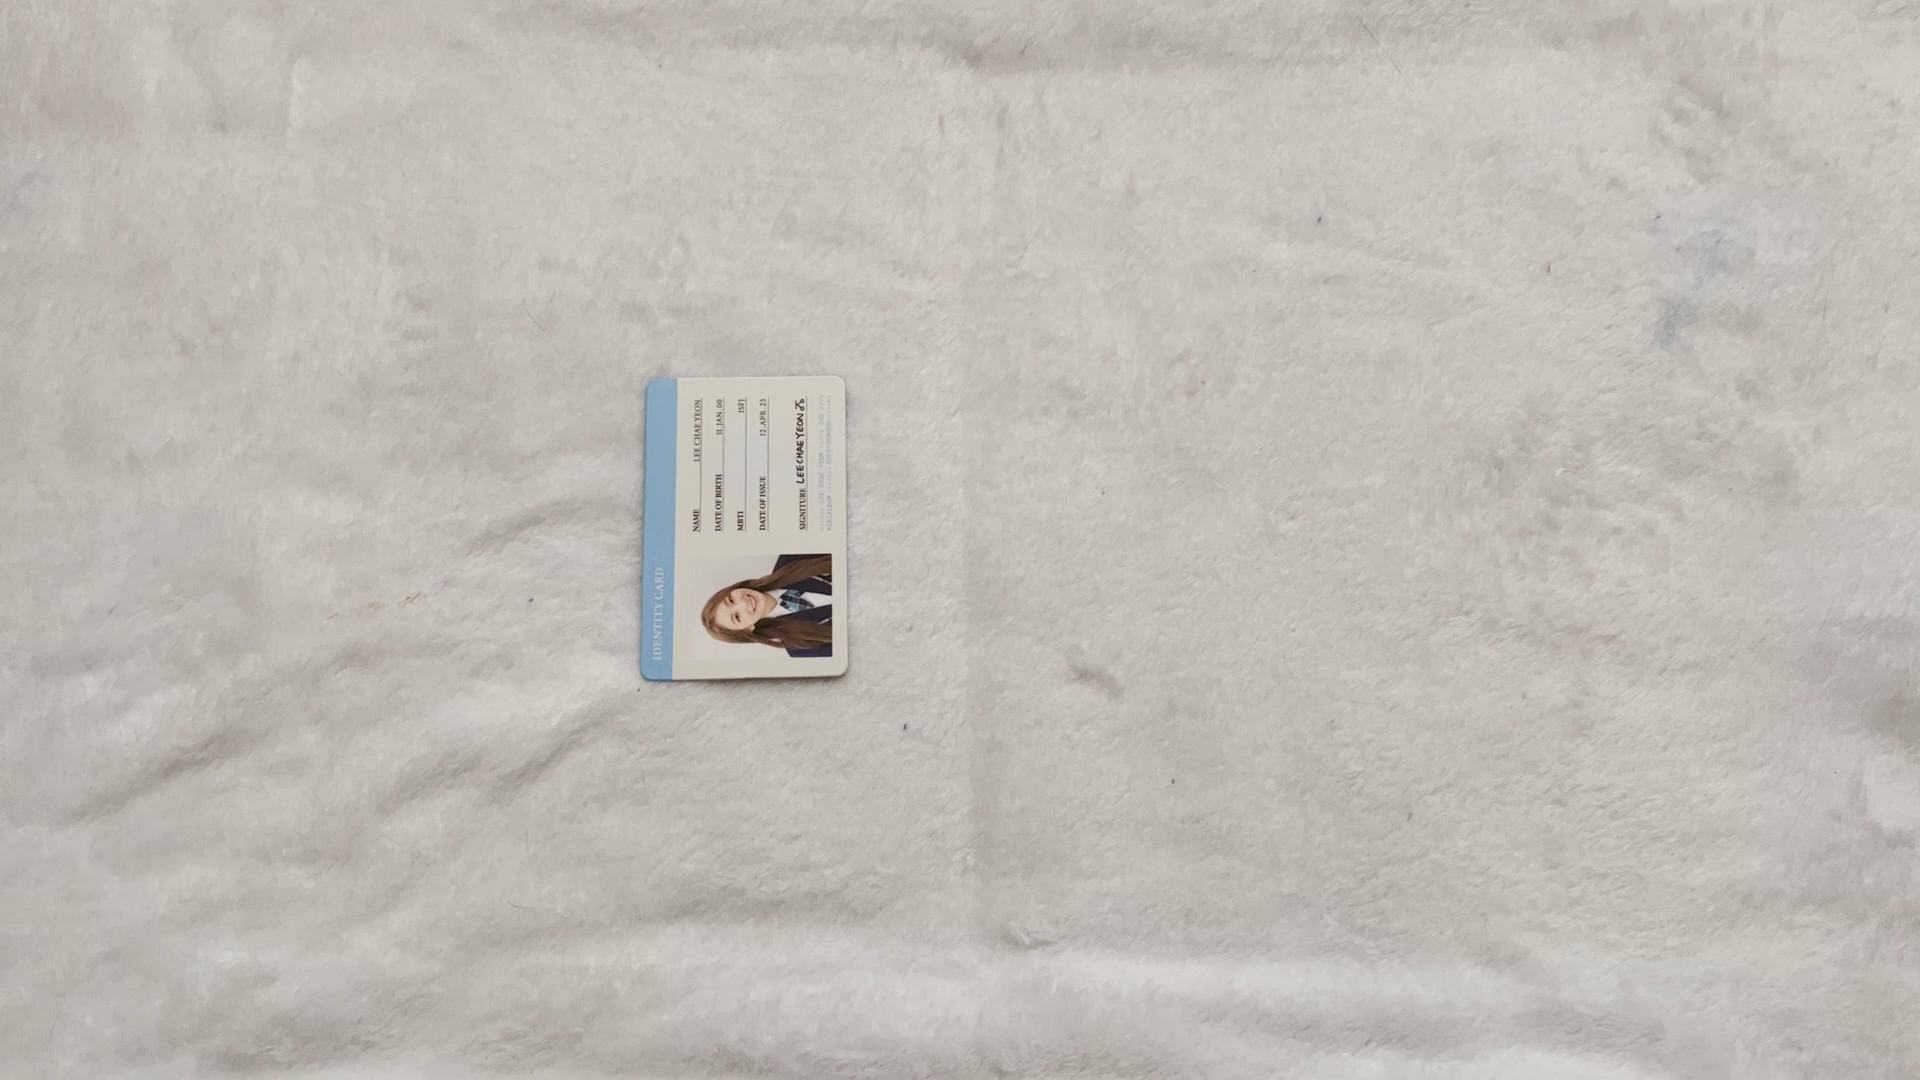 IDENTITY CARD
NAME LEE CHAE YEON
DATE OF BIRTH 11. JAN. 00
MBTI ISFJ
DATE OF ISSUE 12. APR. 23
SIGNITURE LEE CHAE YEON